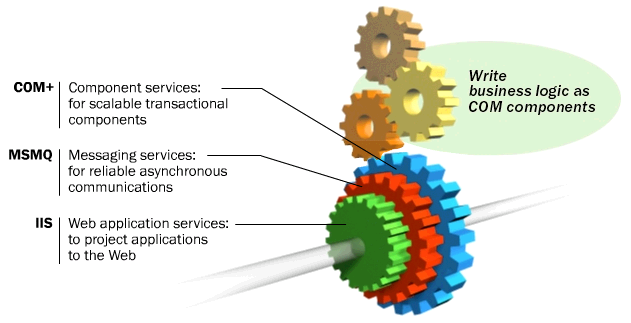 COM+
Component services:
for scalable transactional
components
MSMQ
Messaging services:
for reliable asynchronous
communications
IIS
Web application services:
to project applications
to the Web
Write
business logic as
COM components